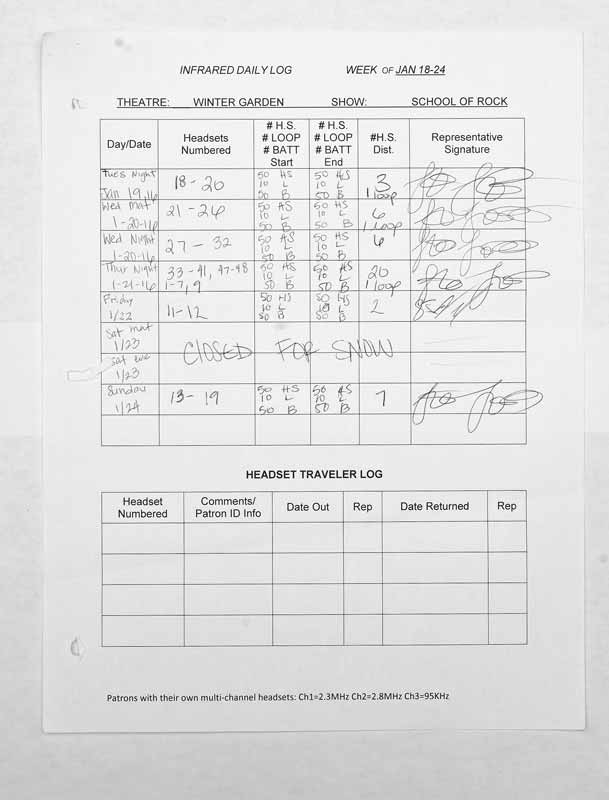 INFRARED DAILY LOG WEEK OF JAN 18-24
THEATRE: WINTER GARDEN SHOW: SCHOOL OF ROCK
Day/Date Headsets Numbered # H.S. # LOOP # BATT Start # H.S. # LOOP # BATT End #H.S. Dist. Representative Signature
Tues Night Jan 19, 16 18 - 20 50 HS 10 L 50 B 50 HS 10 L 50 B 3 1 loop
Wed mat 1-20-16 21 - 26 50 HS 10 L 50 B 50 HS 10 L 50 B 6 1 Loop
Wed Night 1-20-16 27 - 32 50 HS 10 L 50 B 50 HS 10 L 50 B 6
Thur Night 1-21-16 33-41, 47-48 1-7, 9 50 HS 10 L 50 B 50 HS 10 L 50 B 20 1 loop
Friday 1/22 11-12 50 HS 10 L 50 B 50 HS 10 L 50 B 2
Sat mat 1/23
CLOSED FOR SNOW
Sat eve 1/23
Sunday 1/24 13 - 19 50 HS 10 L 50 B 50 HS 10 L 50 B 7
HEADSET TRAVELER LOG
Headset Numbered Comments/ Patron ID Info Date Out Rep Date Returned Rep
Patrons with their own multi-channel headsets: Ch1=2.3MHz Ch2=2.8MHz Ch3=95KHz